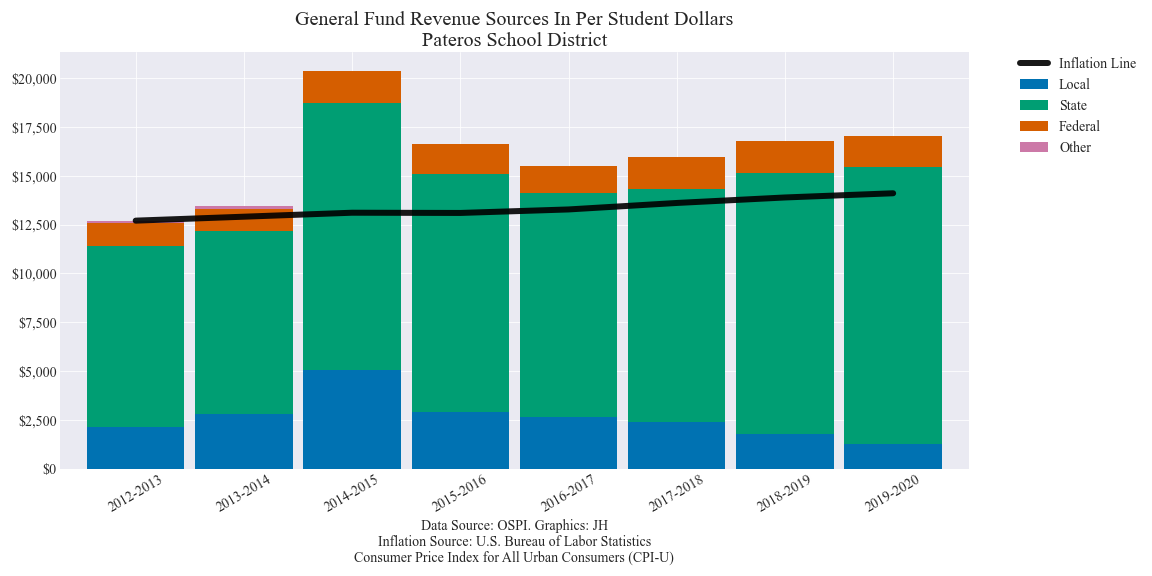 General Fund Revenue Sources In Per Student Dollars
Pateros School District
Inflation Line
Local
State
Federal
Other
$20,000
$17,500
$15,000
$12,500
$10,000
$7,500
$5,000
$2,500
$0
2012-2013
2013-2014
2014-2015
2015-2016
2016-2017
2017-2018
2018-2019
2019-2020
Data Source: OSPI. Graphics: JH
Inflation Source: U.S. Bureau of Labor Statistics
Consumer Price Index for All Urban Consumers (CPI-U)